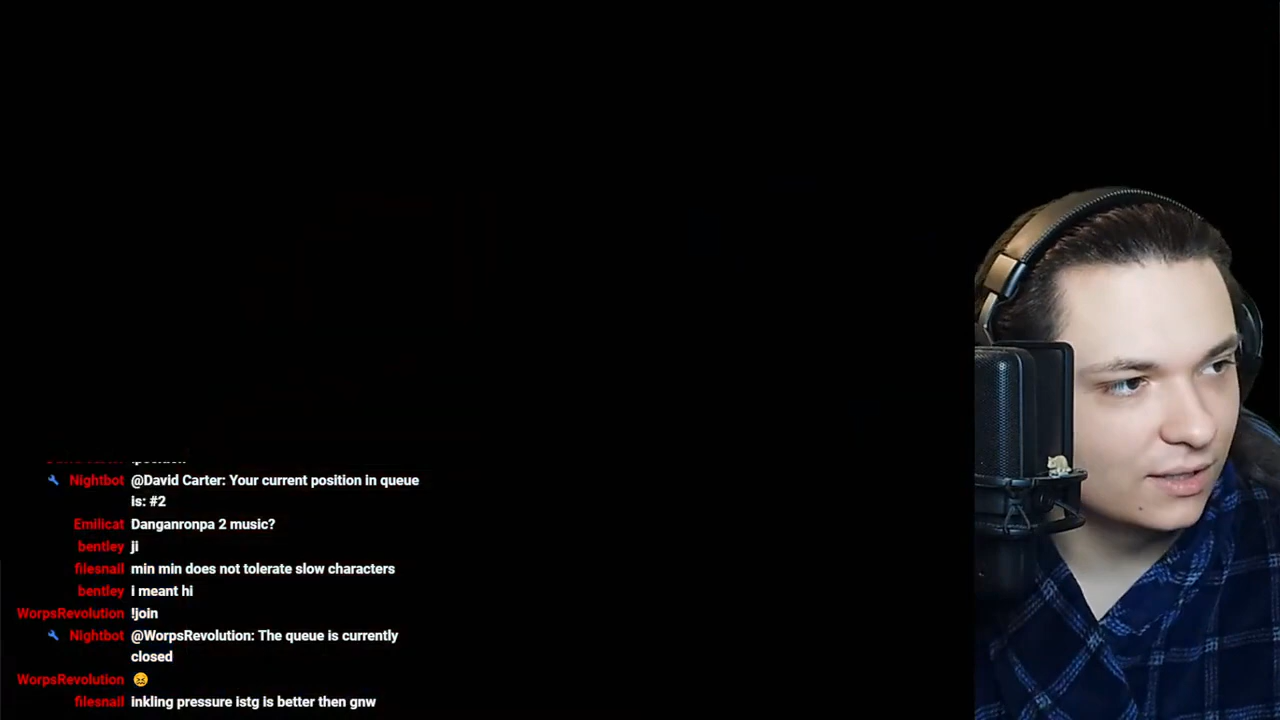 Nightbot @David Carter: Your current position in queue
is: #2
Emilicat Danganronpa 2 music?
bentley ji
filesnail min min does not tolerate slow characters
bentley i meant hi
WorpsRevolution !join
Nightbot @WorpsRevolution: The queue is currently
closed
WorpsRevolution 😣
filesnail inkling pressure istg is better then gnw